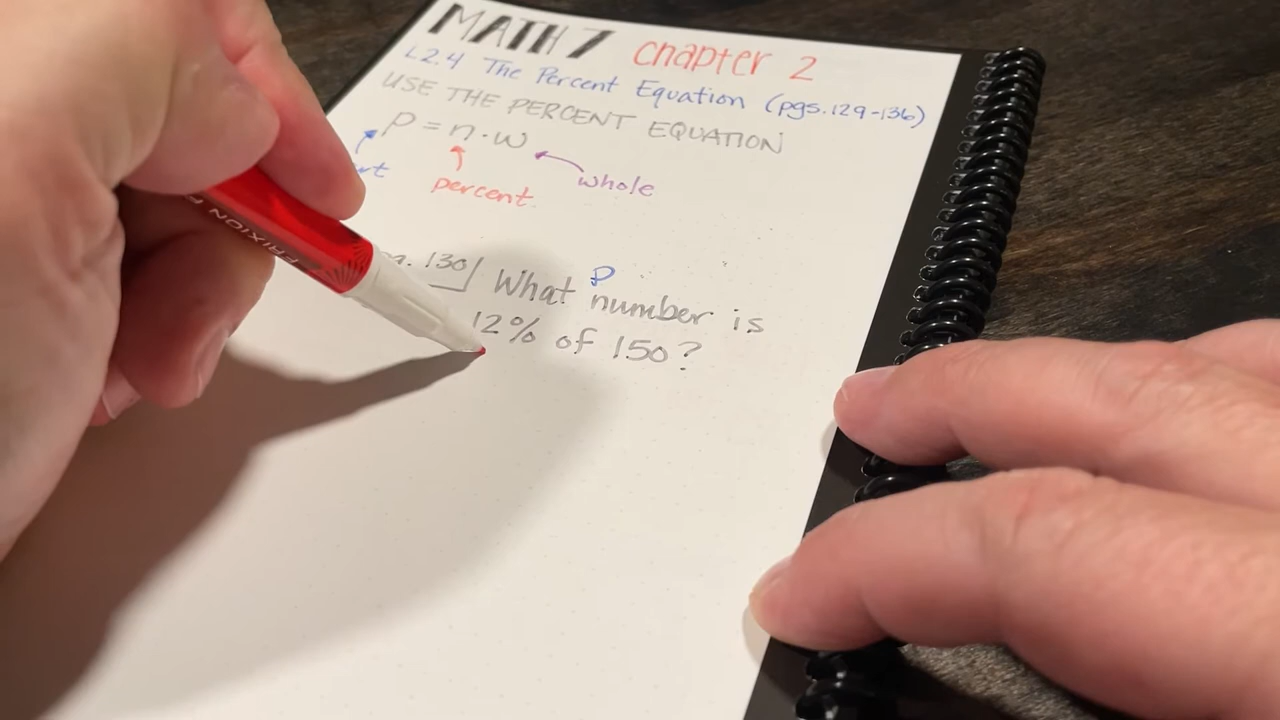 MATH 7 chapter 2
L2.4 The Percent Equation (pgs.129-136)
USE THE PERCENT EQUATION
p = n · w
percent.
whole
130
P
What number is
12% of 150?
FRIXION